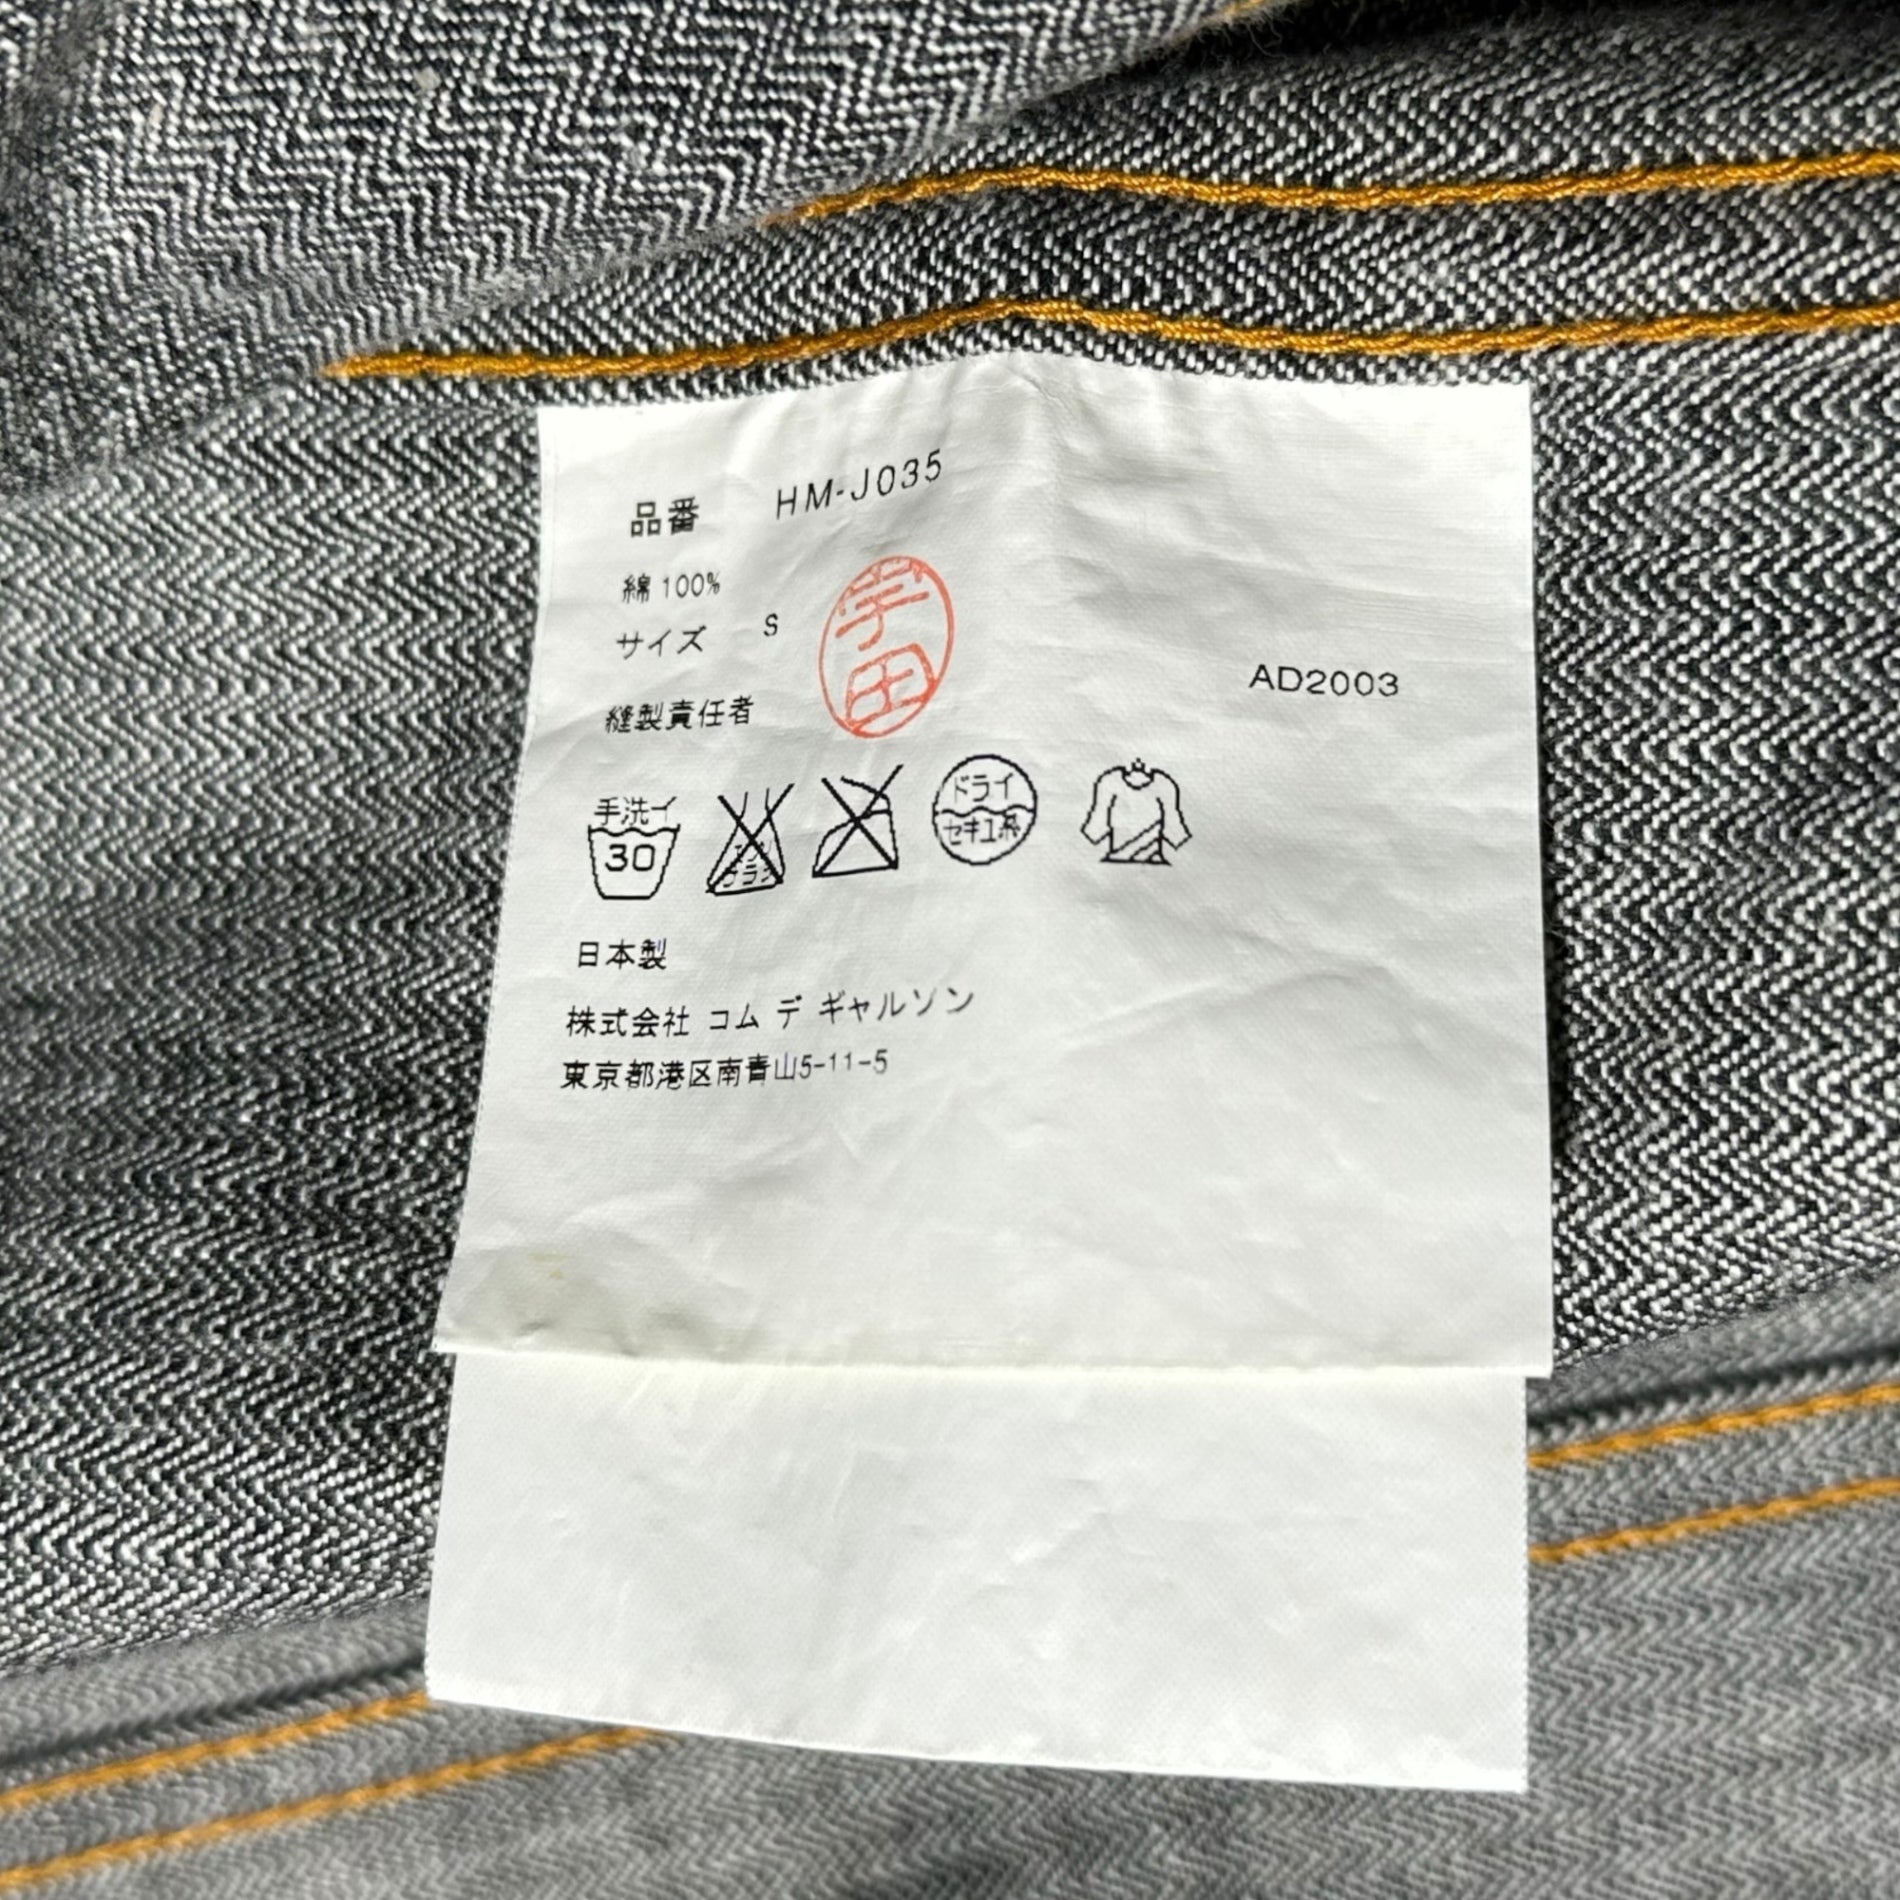 品番 HM-J035
綿 100%
サイズ S
AD2003
縫製責任者
手洗イ
30
ドライ
セキユ系
日本製
株式会社 コム デ ギャルソン
東京都港区南青山5-11-5